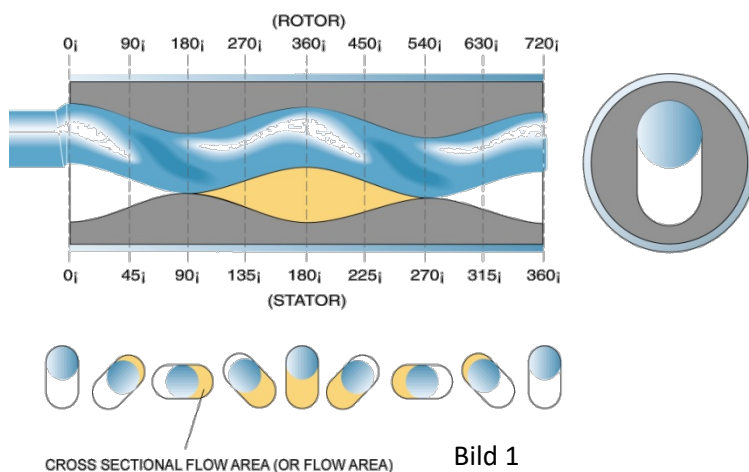 (ROTOR)
0¡ 90¡ 180¡ 270¡ 360¡ 450¡ 540¡ 630¡ 720¡
0¡ 45¡ 90¡ 135¡ 180¡ 225¡ 270¡ 315¡ 360¡
(STATOR)
CROSS SECTIONAL FLOW AREA (OR FLOW AREA)
Bild 1